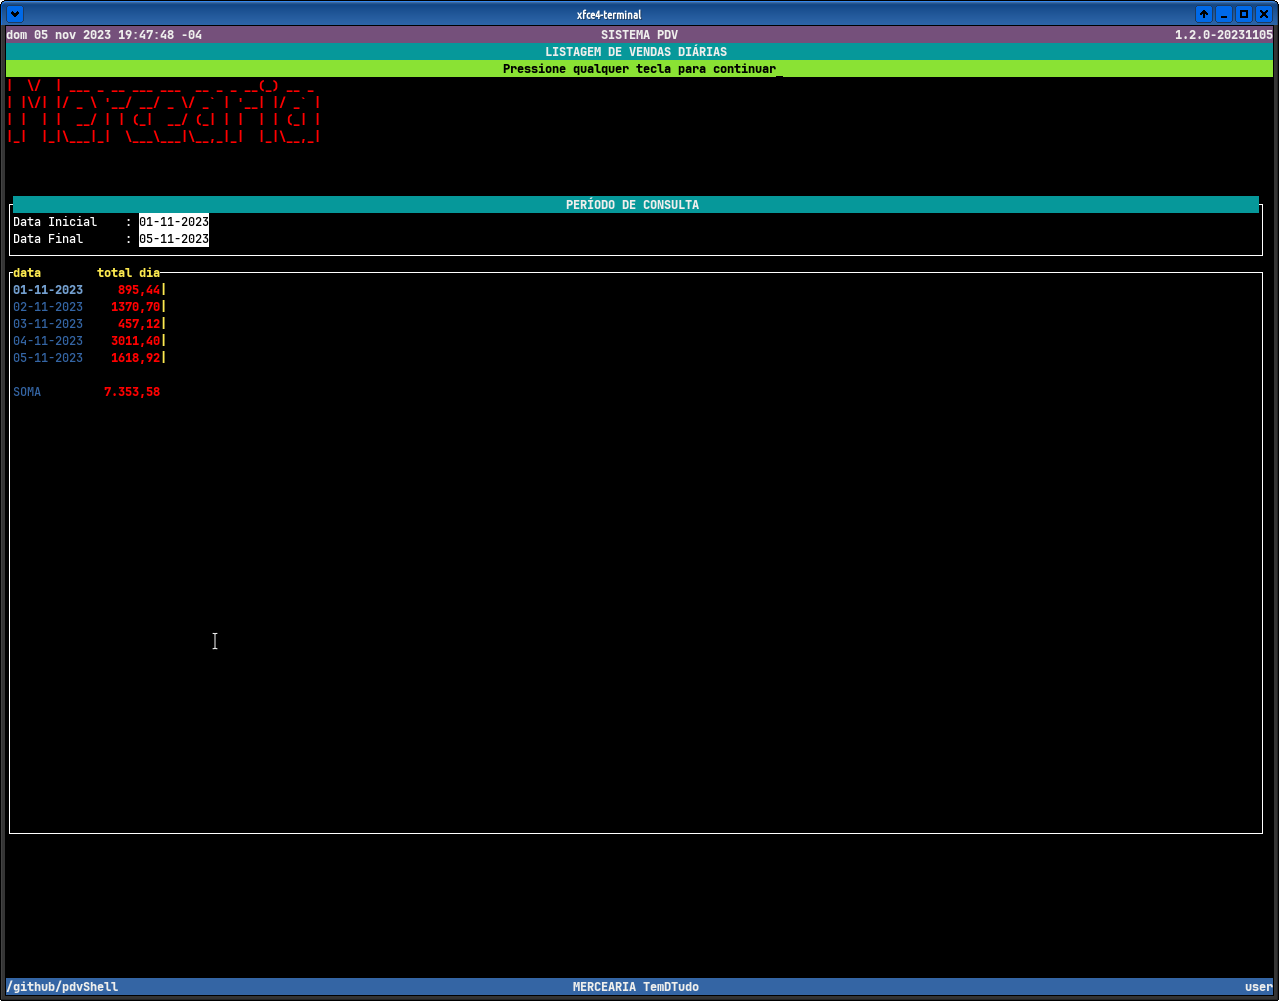 xfce4-terminal
dom 05 nov 2023 19:47:48 -04 SISTEMA PDV 1.2.0-20231105
LISTAGEM DE VENDAS DIÁRIAS
Pressione qualquer tecla para continuar_
Mercearia
PERÍODO DE CONSULTA
Data Inicial : 01-11-2023
Data Final : 05-11-2023
data total dia
01-11-2023 895,44|
02-11-2023 1370,70|
03-11-2023 457,12|
04-11-2023 3011,40|
05-11-2023 1618,92|
SOMA 7.353,58
/github/pdvShell MERCEARIA TemDTudo user